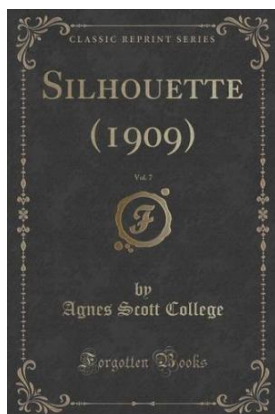 CLASSIC REPRINT SERIES
SILHOUETTE
(1909)
Vol. 7
F
by
Agnes Scott College
Forgotten Books